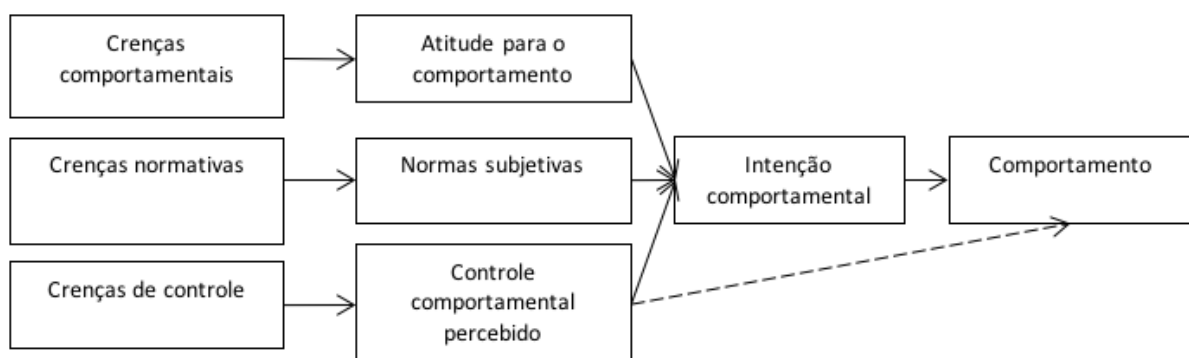 Crenças
comportamentais
Atitude para o
comportamento
Crenças normativas
Normas subjetivas
Intenção
comportamental
Comportamento
Crenças de controle
Controle
comportamental
percebido